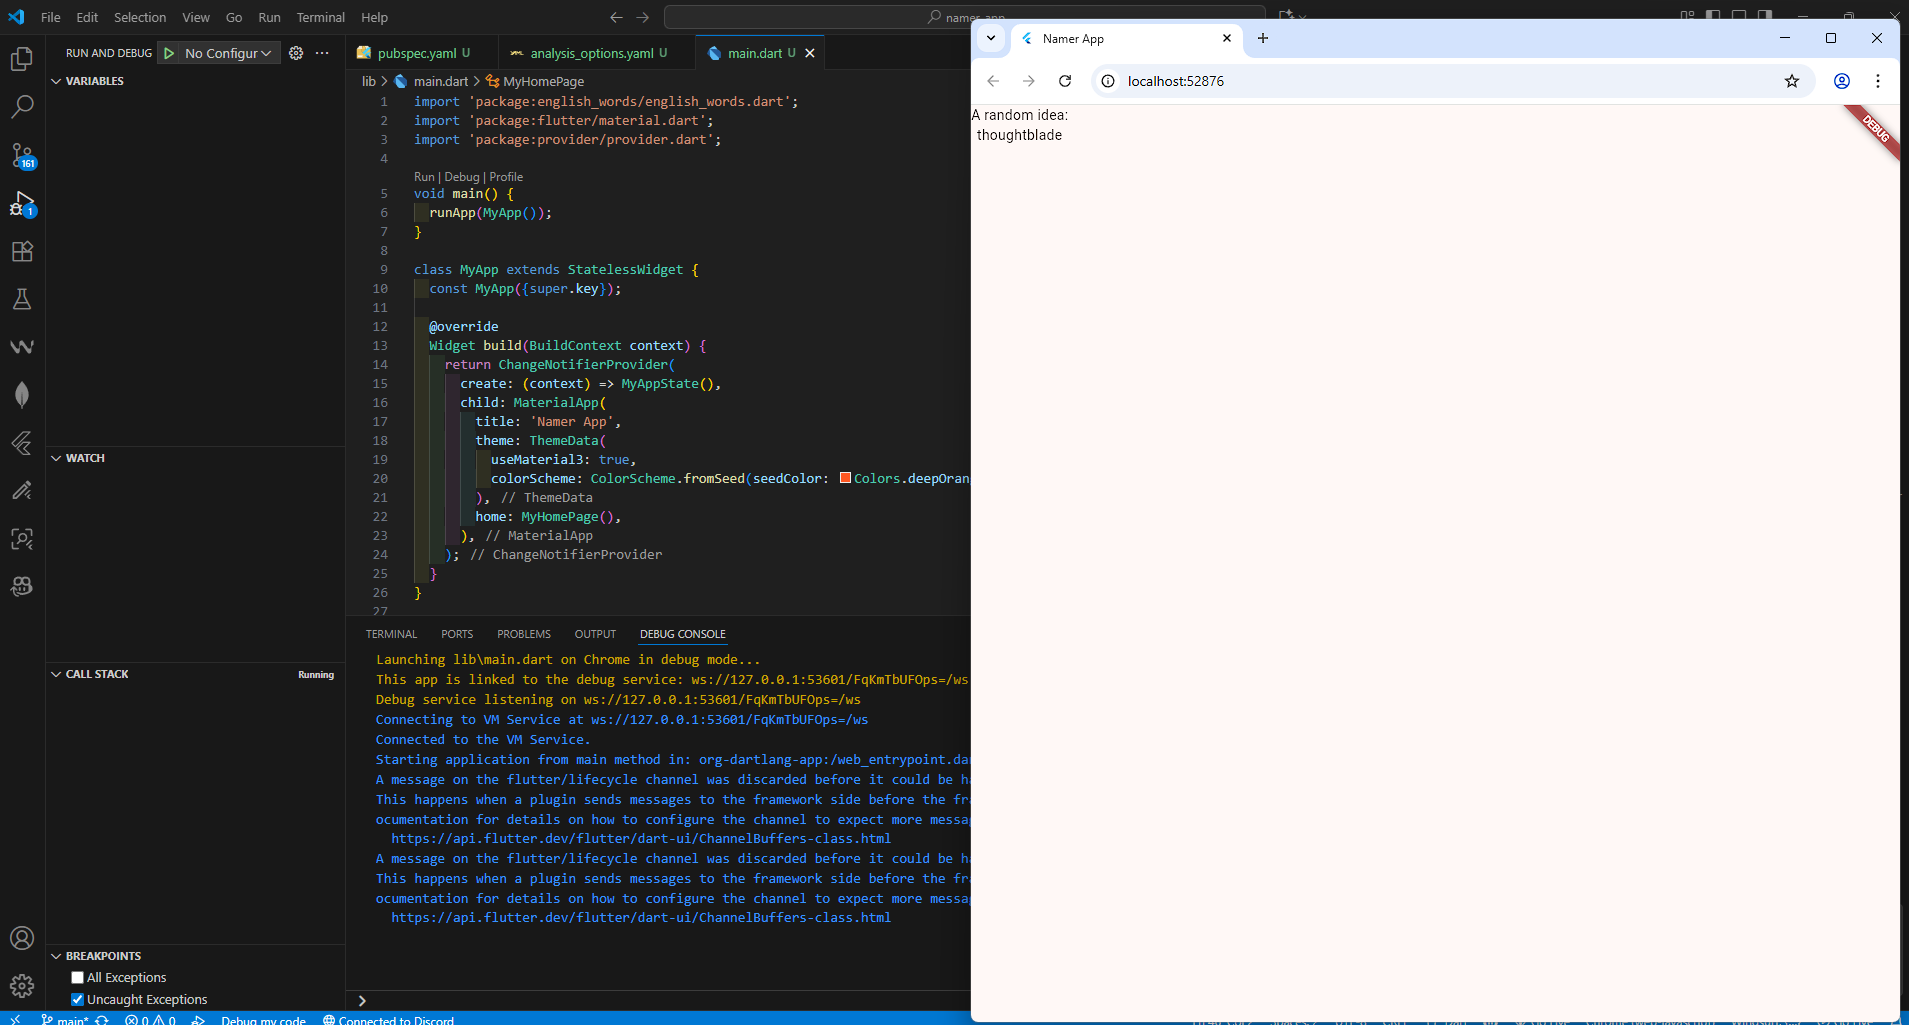 File Edit Selection View Go Run Terminal Help
namer_app
RUN AND DEBUG No Configur
VARIABLES
WATCH
CALL STACK Running
BREAKPOINTS
All Exceptions
Uncaught Exceptions
161
1
pubspec.yaml U analysis_options.yaml U main.dart U
lib > main.dart > MyHomePage
1 import 'package:english_words/english_words.dart';
2 import 'package:flutter/material.dart';
3 import 'package:provider/provider.dart';
4
Run | Debug | Profile
5 void main() {
6 runApp(MyApp());
7 }
8
9 class MyApp extends StatelessWidget {
10 const MyApp({super.key});
11
12 @override
13 Widget build(BuildContext context) {
14 return ChangeNotifierProvider(
15 create: (context) => MyAppState(),
16 child: MaterialApp(
17 title: 'Namer App',
18 theme: ThemeData(
19 useMaterial3: true,
20 colorScheme: ColorScheme.fromSeed(seedColor: Colors.deepOran
21 ), // ThemeData
22 home: MyHomePage(),
23 ), // MaterialApp
24 ); // ChangeNotifierProvider
25 }
26 }
27
TERMINAL PORTS PROBLEMS OUTPUT DEBUG CONSOLE
Launching lib\main.dart on Chrome in debug mode...
This app is linked to the debug service: ws://127.0.0.1:53601/FqKmTbUFOps=/ws
Debug service listening on ws://127.0.0.1:53601/FqKmTbUFOps=/ws
Connecting to VM Service at ws://127.0.0.1:53601/FqKmTbUFOps=/ws
Connected to the VM Service.
Starting application from main method in: org-dartlang-app:/web_entrypoint.da
A message on the flutter/lifecycle channel was discarded before it could be ha
This happens when a plugin sends messages to the framework side before the fra
ocumentation for details on how to configure the channel to expect more messag
https://api.flutter.dev/flutter/dart-ui/ChannelBuffers-class.html
A message on the flutter/lifecycle channel was discarded before it could be ha
This happens when a plugin sends messages to the framework side before the fra
ocumentation for details on how to configure the channel to expect more messag
https://api.flutter.dev/flutter/dart-ui/ChannelBuffers-class.html
>
main* 0 0 Debug my code Connected to Discord
Namer App
localhost:52876
A random idea:
thoughtblade
DEBUG